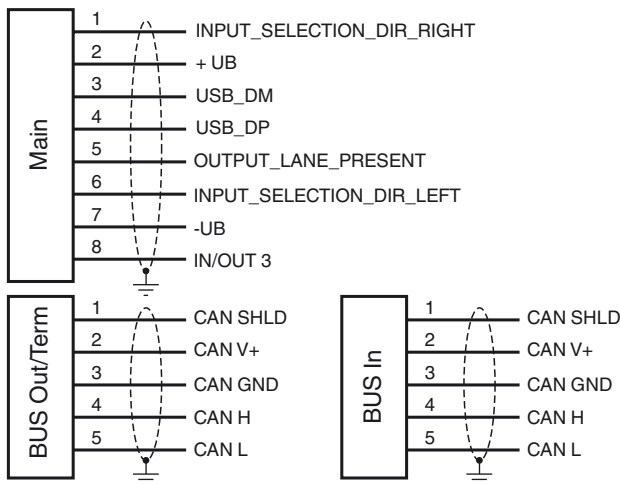 Main
1 INPUT_SELECTION_DIR_RIGHT
2 + UB
3 USB_DM
4 USB_DP
5 OUTPUT_LANE_PRESENT
6 INPUT_SELECTION_DIR_LEFT
7 -UB
8 IN/OUT 3
BUS Out/Term
1 CAN SHLD
2 CAN V+
3 CAN GND
4 CAN H
5 CAN L
BUS In
1 CAN SHLD
2 CAN V+
3 CAN GND
4 CAN H
5 CAN L